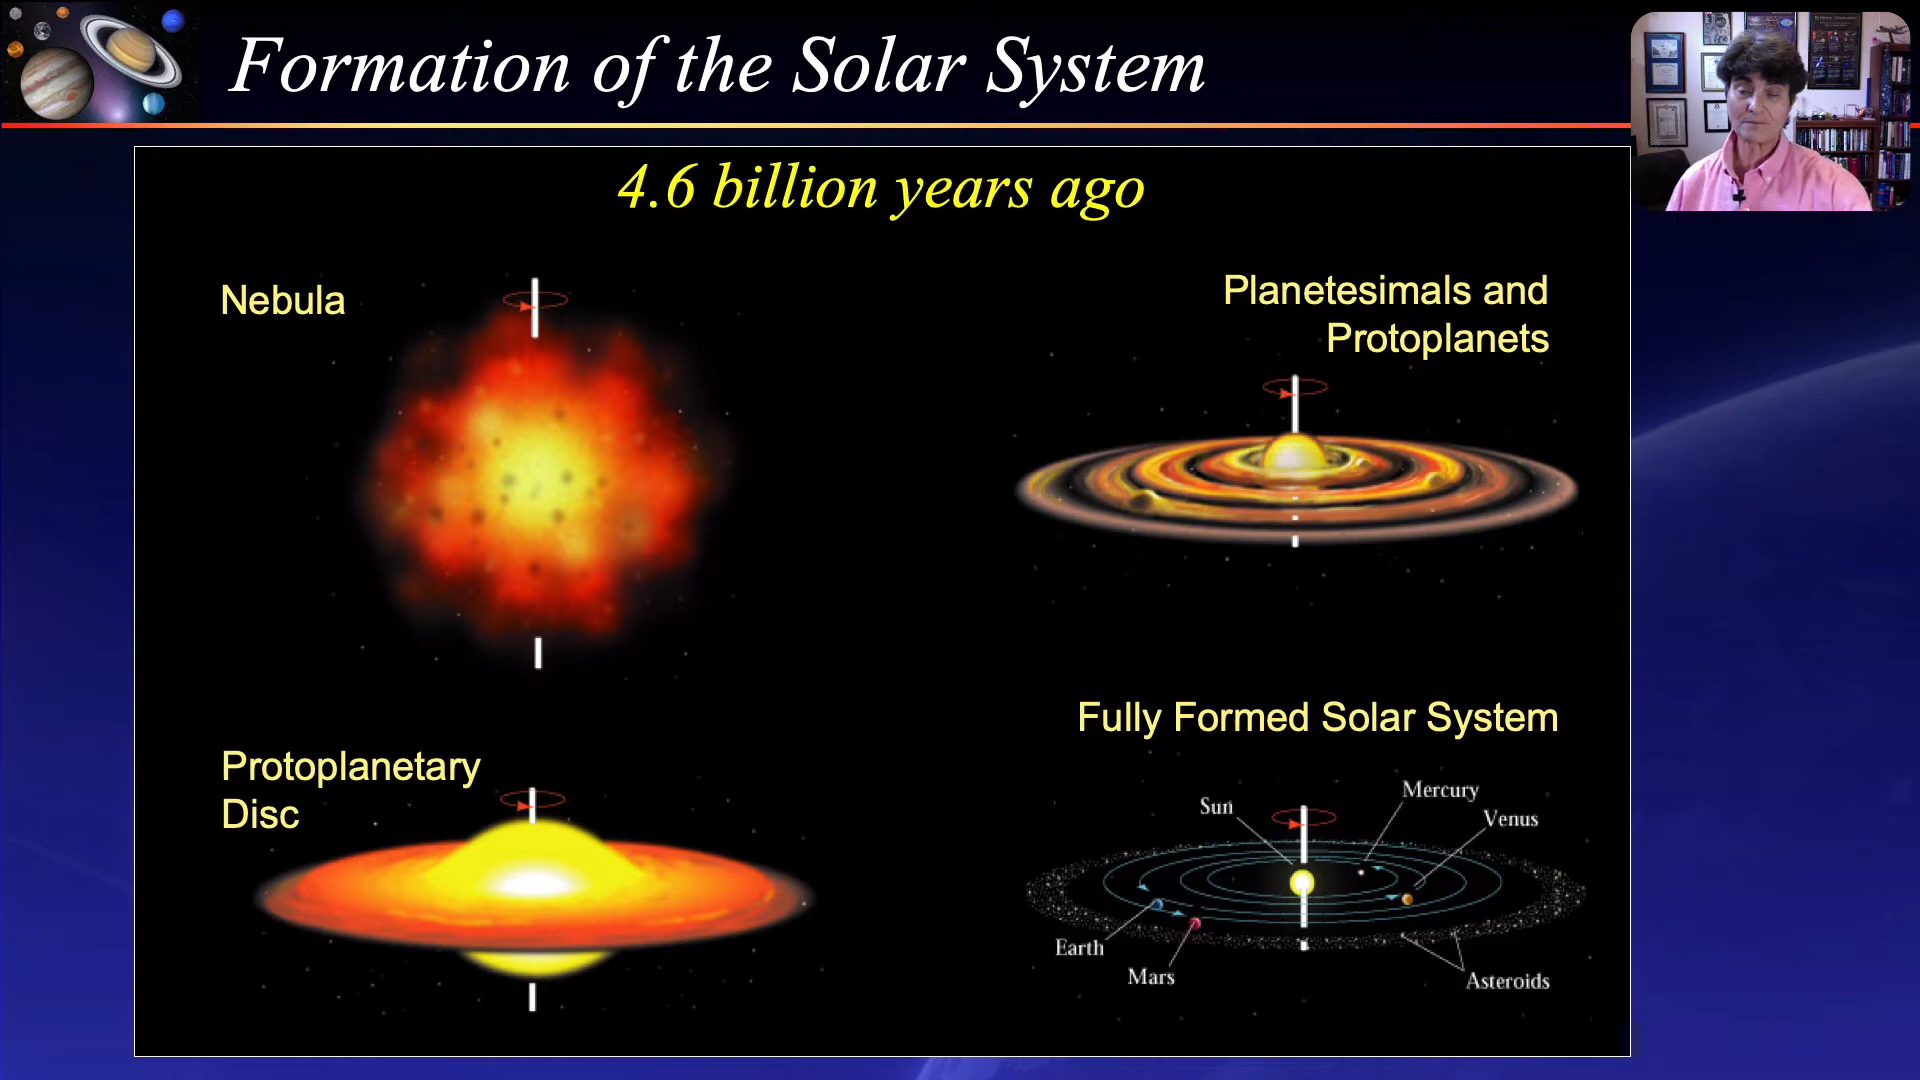 Formation of the Solar System
4.6 billion years ago
Nebula
Planetesimals and
Protoplanets
Protoplanetary
Disc
Fully Formed Solar System
Sun
Mercury
Venus
Earth
Mars
Asteroids